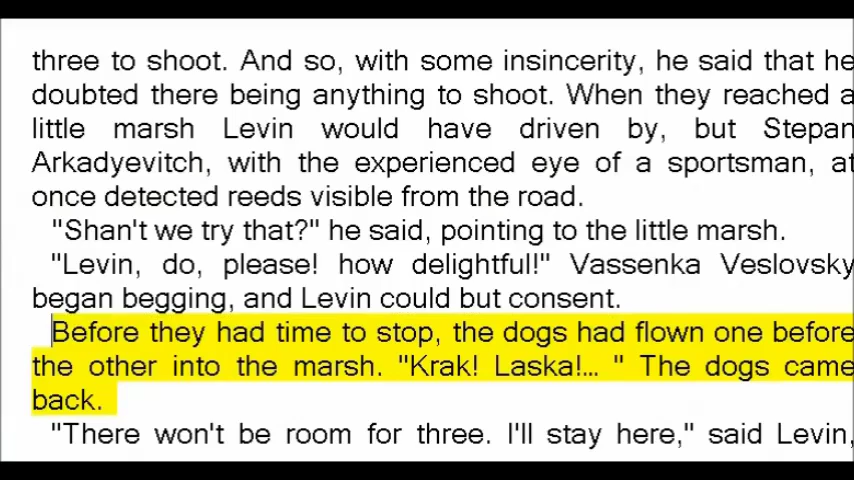 three to shoot. And so, with some insincerity, he said that he
doubted there being anything to shoot. When they reached a
little marsh Levin would have driven by, but Stepan
Arkadyevitch, with the experienced eye of a sportsman, at
once detected reeds visible from the road.
"Shan't we try that?" he said, pointing to the little marsh.
"Levin, do, please! how delightful!" Vassenka Veslovsky
began begging, and Levin could but consent.
Before they had time to stop, the dogs had flown one before
the other into the marsh. "Krak! Laska!... " The dogs came
back.
"There won't be room for three. I'll stay here," said Levin,